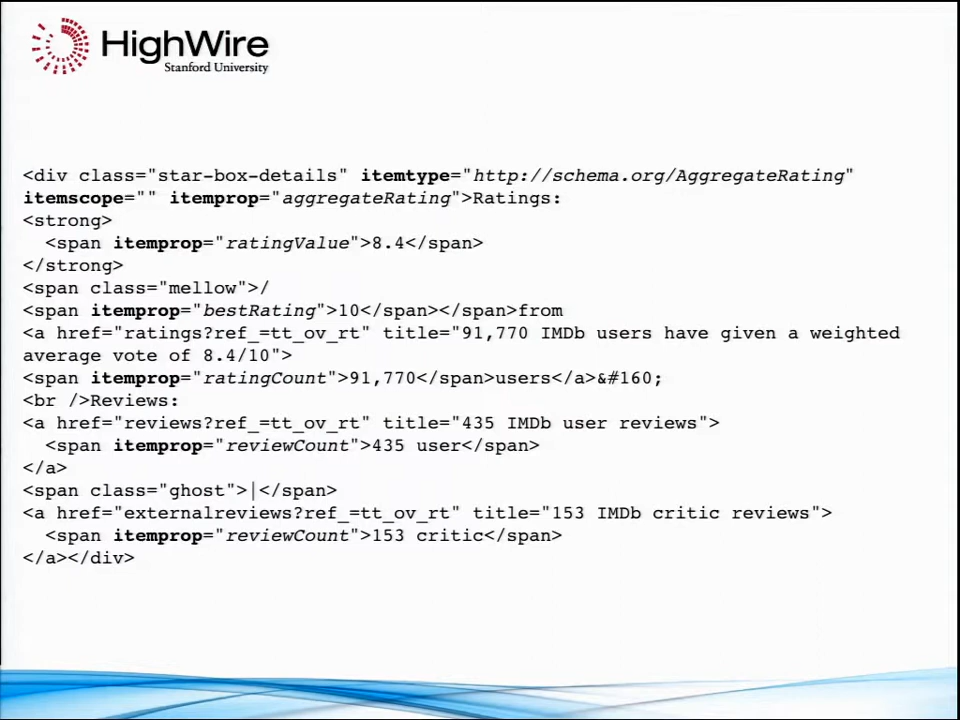 HighWire
Stanford University
<div class="star-box-details" itemtype="http://schema.org/AggregateRating"
itemscope="" itemprop="aggregateRating">Ratings:
<strong>
  <span itemprop="ratingValue">8.4</span>
</strong>
<span class="mellow">/
<span itemprop="bestRating">10</span></span>from
<a href="ratings?ref_=tt_ov_rt" title="91,770 IMDb users have given a weighted
average vote of 8.4/10">
<span itemprop="ratingCount">91,770</span>users</a>&#160;
<br />Reviews:
<a href="reviews?ref_=tt_ov_rt" title="435 IMDb user reviews">
  <span itemprop="reviewCount">435 user</span>
</a>
<span class="ghost">|</span>
<a href="externalreviews?ref_=tt_ov_rt" title="153 IMDb critic reviews">
  <span itemprop="reviewCount">153 critic</span>
</a></div>